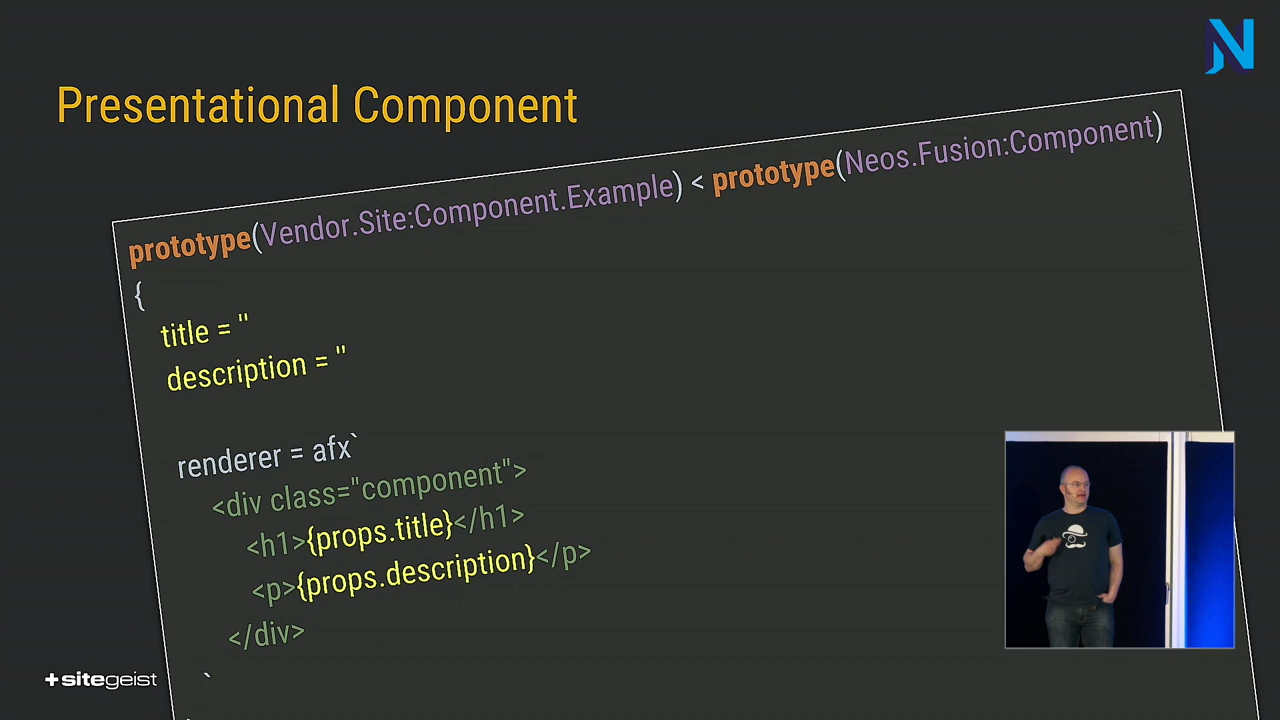 Presentational Component
prototype(Vendor.Site:Component.Example) < prototype(Neos.Fusion:Component)
{
title = ''
description = ''
renderer = afx`
<div class="component">
<h1>{props.title}</h1>
<p>{props.description}</p>
</div>
`
+sitegeist